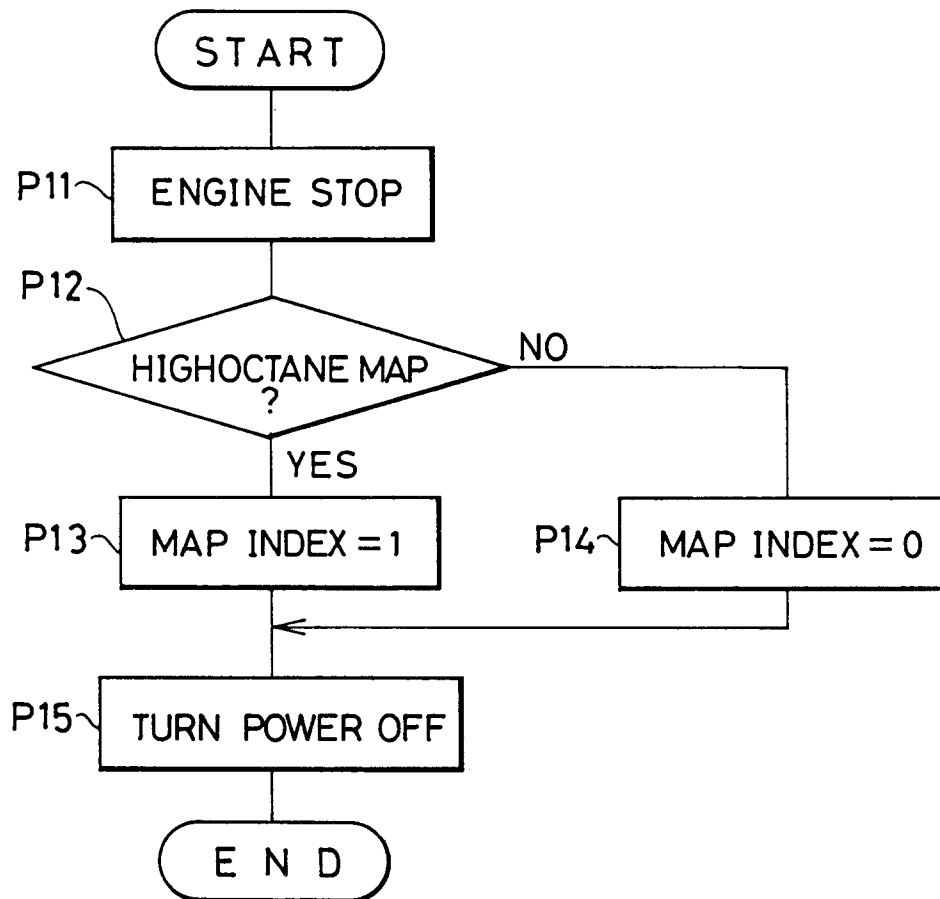 START
P11
ENGINE STOP
P12
HIGHOCTANE MAP
?
NO
YES
P13
MAP INDEX = 1
P14
MAP INDEX = 0
P15
TURN POWER OFF
END